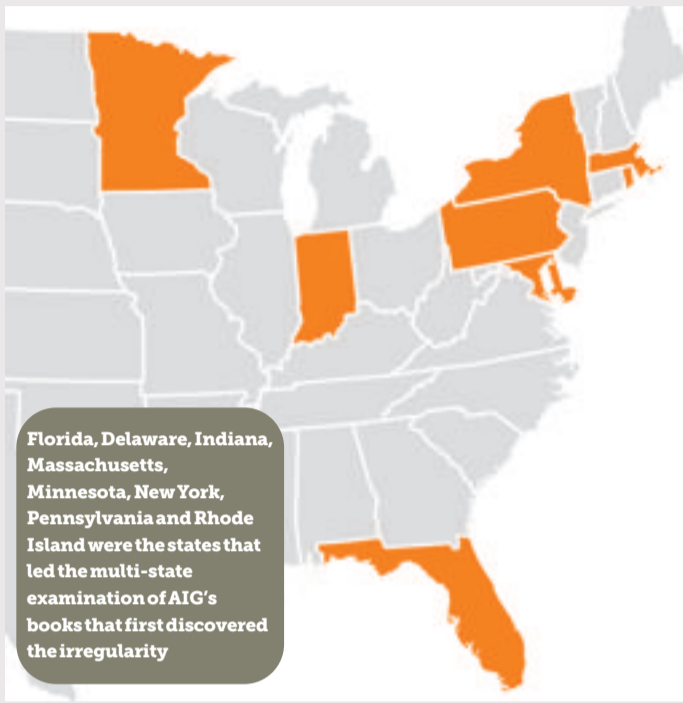 Florida, Delaware, Indiana,
Massachusetts,
Minnesota, New York,
Pennsylvania and Rhode
Island were the states that
led the multi-state
examination of AIG's
books that first discovered
the irregularity